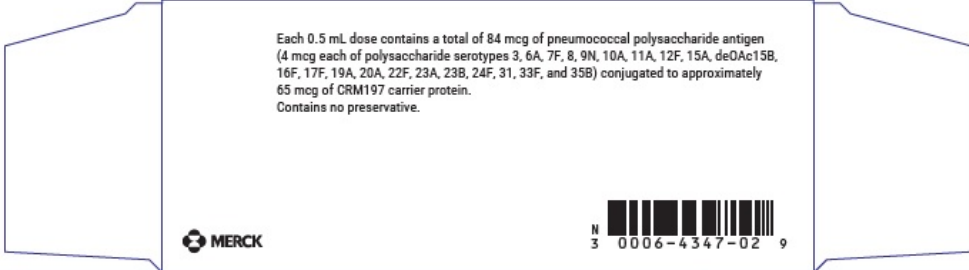 Each 0.5 mL dose contains a total of 84 mcg of pneumococcal polysaccharide antigen
(4 mcg each of polysaccharide serotypes 3, 6A, 7F, 8, 9N, 10A, 11A, 12F, 15A, deOAc15B,
16F, 17F, 19A, 20A, 22F, 23A, 23B, 24F, 31, 33F, and 35B) conjugated to approximately
65 mcg of CRM197 carrier protein.
Contains no preservative.
MERCK
N
3 0006-4347-02 9